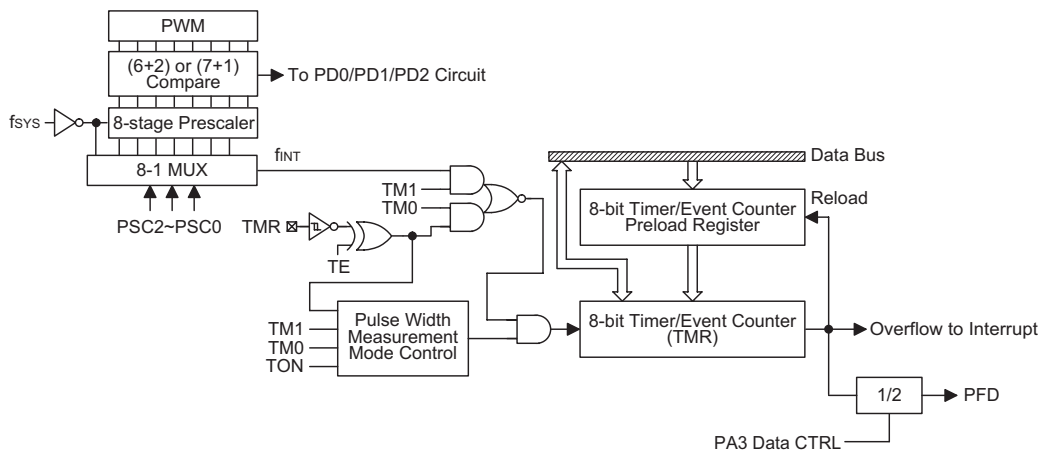 PWM
(6+2) or (7+1)
Compare
To PD0/PD1/PD2 Circuit
fSYS
8-stage Prescaler
8-1 MUX
fINT
PSC2~PSC0
TM1
TM0
TMR
TE
Data Bus
8-bit Timer/Event Counter
Preload Register
Reload
TM1
TM0
TON
Pulse Width
Measurement
Mode Control
8-bit Timer/Event Counter
(TMR)
Overflow to Interrupt
1/2
PFD
PA3 Data CTRL